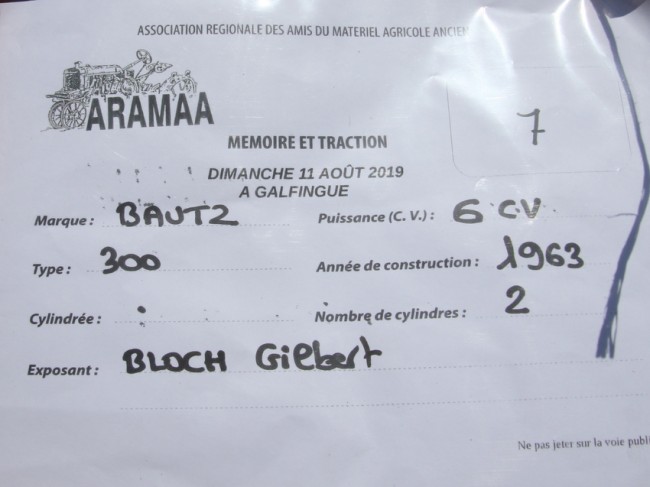 ASSOCIATION REGIONALE DES AMIS DU MATERIEL AGRICOLE ANCIEN
ARAMAA
7
MEMOIRE ET TRACTION
DIMANCHE 11 AOÛT 2019
A GALFINGUE
Marque : BAUTZ Puissance (C. V.) : 6 CV
Type : 300 Année de construction : 1963
Cylindrée : Nombre de cylindres : 2
Exposant : BLOCH Gilbert
Ne pas jeter sur la voie publi